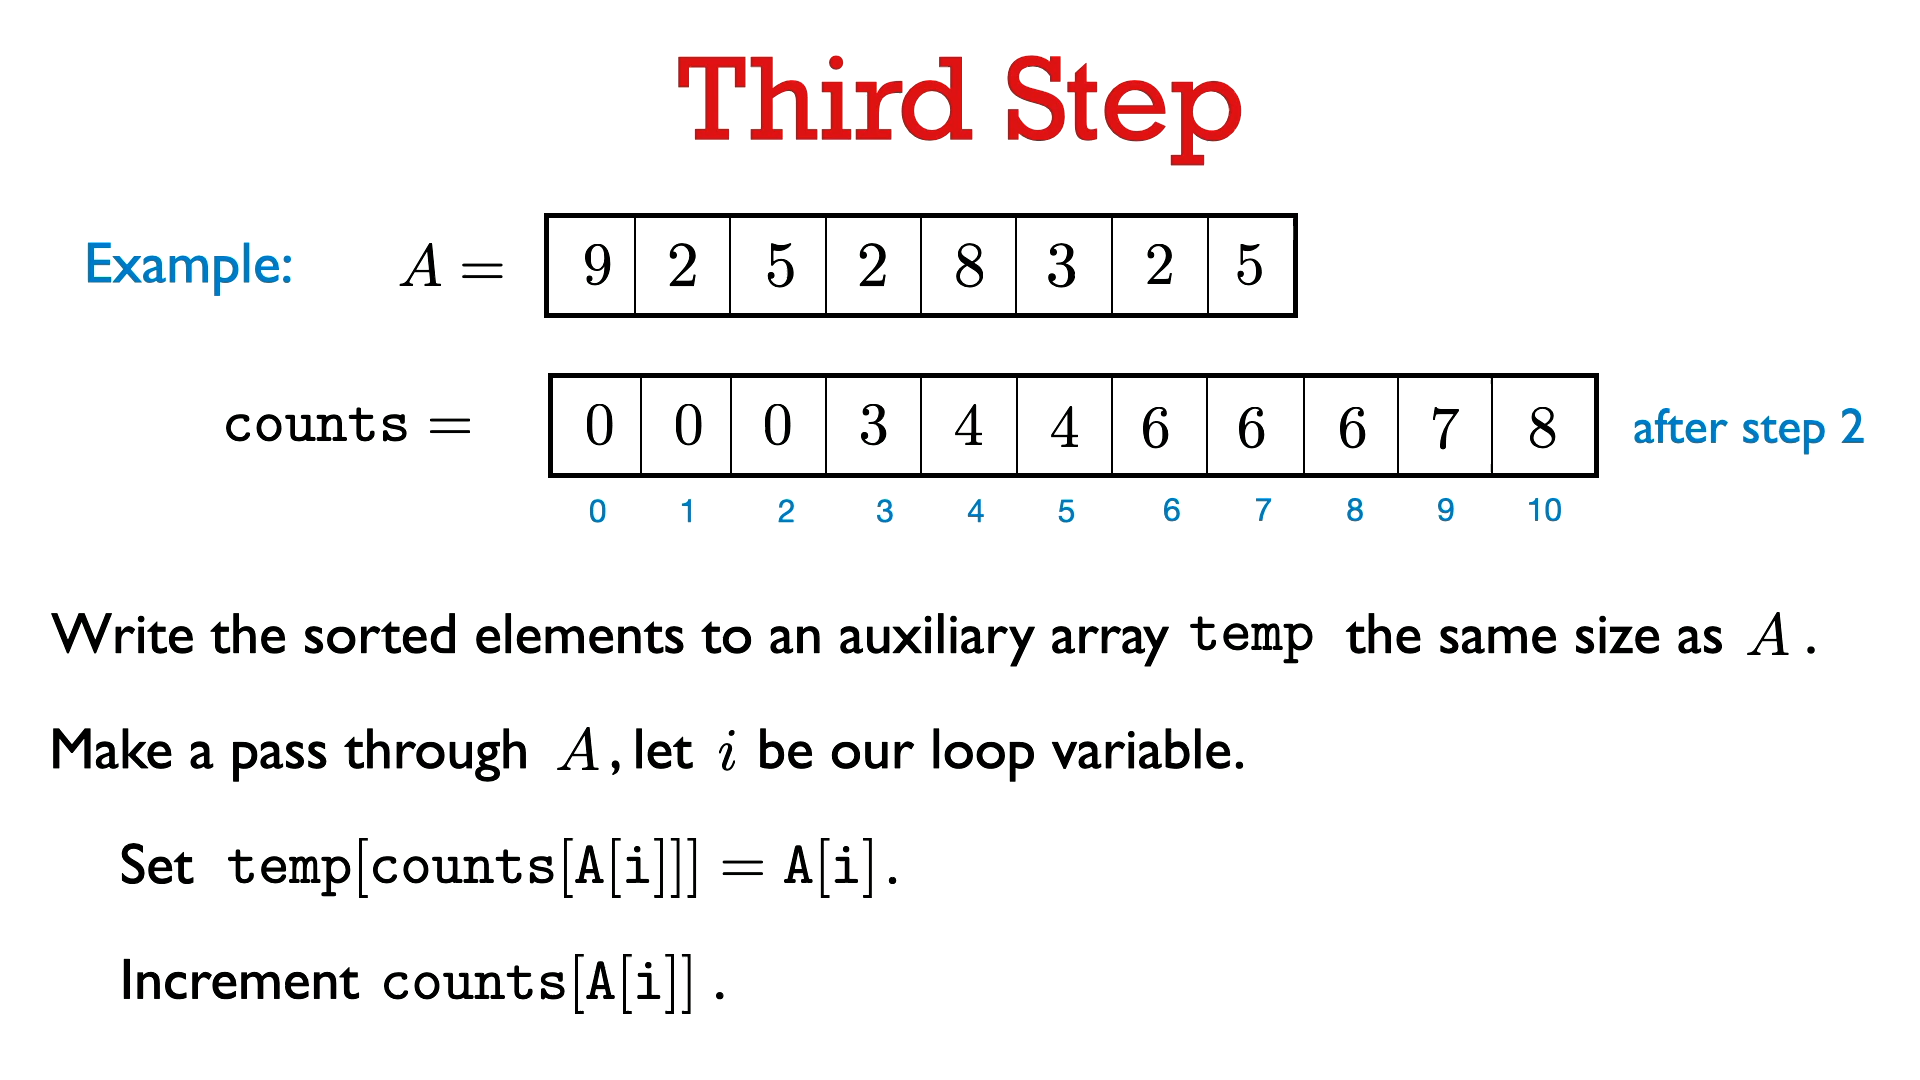 Third Step
Example: A = 9 2 5 2 8 3 2 5
counts = 0 0 0 3 4 4 6 6 6 7 8 after step 2
0 1 2 3 4 5 6 7 8 9 10
Write the sorted elements to an auxiliary array temp the same size as A .
Make a pass through A , let i be our loop variable.
Set temp[counts[A[i]]] = A[i].
Increment counts[A[i]] .